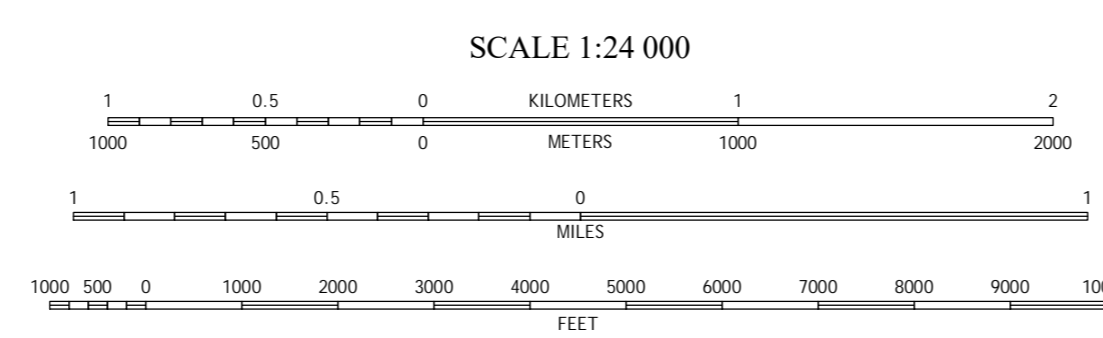 SCALE 1:24 000
1 0.5 0 KILOMETERS 1 2
1000 500 0 METERS 1000 2000
1 0.5 0 1
MILES
1000 500 0 1000 2000 3000 4000 5000 6000 7000 8000 9000
FEET